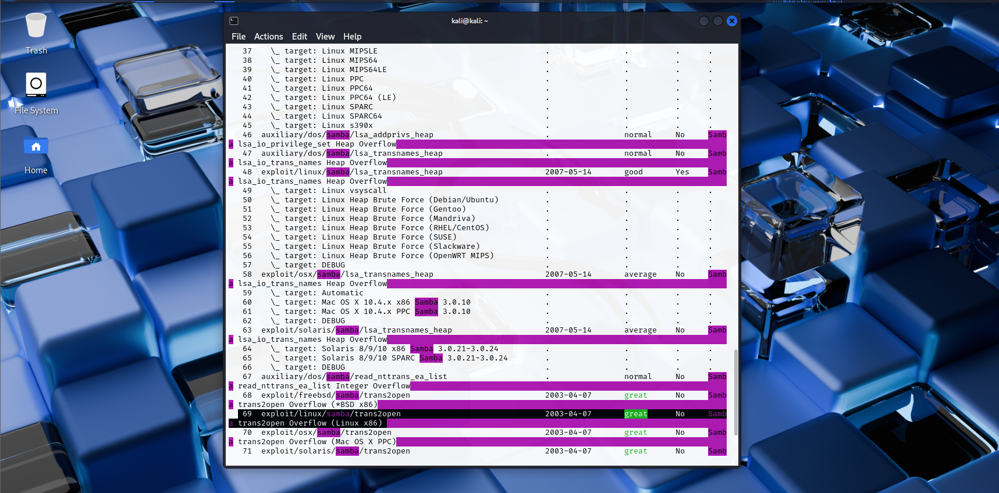 Trash
File System
Home
kali@kali: ~
File Actions Edit View Help
37 \_ target: Linux MIPSLE . . . .
38 \_ target: Linux MIPS64 . . . .
39 \_ target: Linux MIPS64LE . . . .
40 \_ target: Linux PPC . . . .
41 \_ target: Linux PPC64 . . . .
42 \_ target: Linux PPC64 (LE) . . . .
43 \_ target: Linux SPARC . . . .
44 \_ target: Linux SPARC64 . . . .
45 \_ target: Linux s390x . . . .
46 auxiliary/dos/samba/lsa_addprivs_heap . normal No Samb
a lsa_io_privilege_set Heap Overflow
47 auxiliary/dos/samba/lsa_transnames_heap . normal No Samb
a lsa_io_trans_names Heap Overflow
48 exploit/linux/samba/lsa_transnames_heap 2007-05-14 good Yes Samb
a lsa_io_trans_names Heap Overflow
49 \_ target: Linux vsyscall . . . .
50 \_ target: Linux Heap Brute Force (Debian/Ubuntu) . . . .
51 \_ target: Linux Heap Brute Force (Gentoo) . . . .
52 \_ target: Linux Heap Brute Force (Mandriva) . . . .
53 \_ target: Linux Heap Brute Force (RHEL/CentOS) . . . .
54 \_ target: Linux Heap Brute Force (SUSE) . . . .
55 \_ target: Linux Heap Brute Force (Slackware) . . . .
56 \_ target: Linux Heap Brute Force (OpenWRT MIPS) . . . .
57 \_ target: DEBUG . . . .
58 exploit/osx/samba/lsa_transnames_heap 2007-05-14 average No Samb
a lsa_io_trans_names Heap Overflow
59 \_ target: Automatic . . . .
60 \_ target: Mac OS X 10.4.x x86 Samba 3.0.10 . . . .
61 \_ target: Mac OS X 10.4.x PPC Samba 3.0.10 . . . .
62 \_ target: DEBUG . . . .
63 exploit/solaris/samba/lsa_transnames_heap 2007-05-14 average No Samb
a lsa_io_trans_names Heap Overflow
64 \_ target: Solaris 8/9/10 x86 Samba 3.0.21-3.0.24 . . . .
65 \_ target: Solaris 8/9/10 SPARC Samba 3.0.21-3.0.24 . . . .
66 \_ target: DEBUG . . . .
67 auxiliary/dos/samba/read_nttrans_ea_list . normal No Samb
a read_nttrans_ea_list Integer Overflow
68 exploit/freebsd/samba/trans2open 2003-04-07 great No Samb
a trans2open Overflow (*BSD x86)
69 exploit/linux/samba/trans2open 2003-04-07 great No Samb
a trans2open Overflow (Linux x86)
70 exploit/osx/samba/trans2open 2003-04-07 great No Samb
a trans2open Overflow (Mac OS X PPC)
71 exploit/solaris/samba/trans2open 2003-04-07 great No Samb